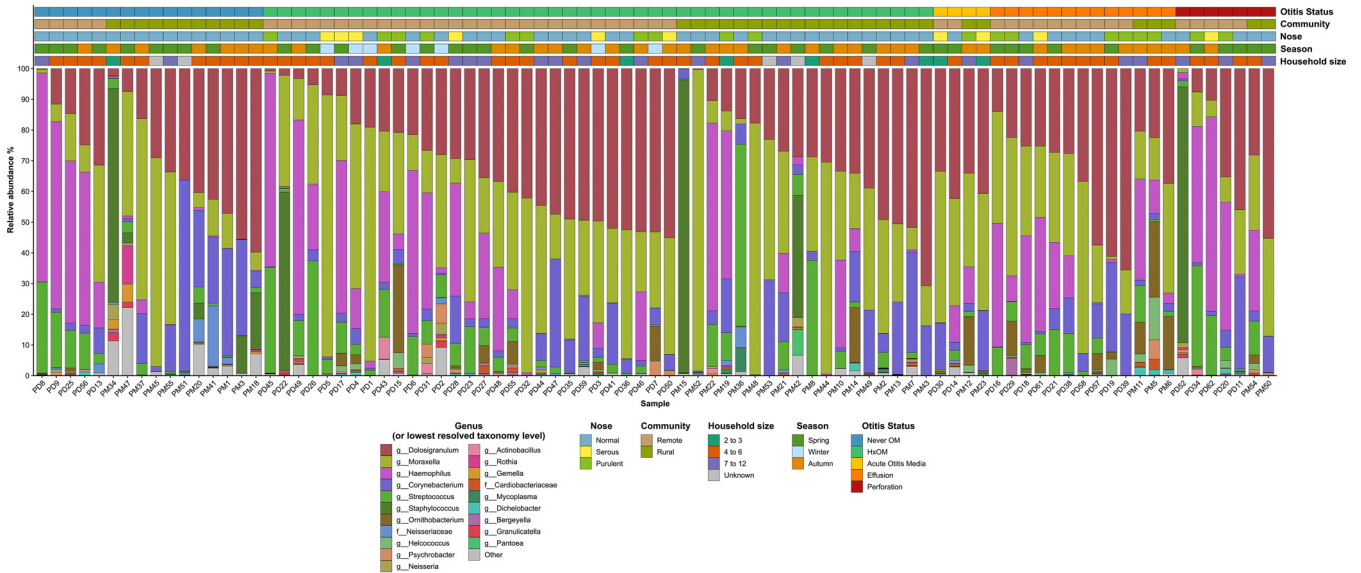 Otitis Status
Community
Nose
Season
Household size
100
90
80
70
60
50
40
30
20
10
0
Relative abundance %
PD8 PD9 PD25 PD56 PD13 PM34 PM47 PM37 PM45 PM55 PM51 PM20 PM1 PM3 PM18 PD45 PD22 PD49 PD26 PD5 PD17 PD4 PD1 PD43 PD15 PD6 PD31 PD2 PD28 PD23 PD27 PD48 PD55 PD32 PD44 PD47 PD35 PD59 PD3 PD41 PD36 PD46 PD7 PD50 PM15 PM52 PM22 PM19 PM36 PM48 PM53 PM21 PM42 PM8 PM44 PM10 PM14 PM49 PM2 PM13 PM7 PD30 PD14 PM12 PM23 PD16 PD29 PD18 PD61 PD21 PD38 PD58 PD57 PD19 PD39 PM11 PM5 PM6 PD52 PD34 PD62 PD20 PD11 PM54 PM50
Sample
Genus
(or lowest resolved taxonomy level)
g__Dolosigranulum
g__Moraxella
g__Haemophilus
g__Corynebacterium
g__Streptococcus
g__Staphylococcus
g__Ornithobacterium
f__Neisseriaceae
g__Helcococcus
g__Psychrobacter
g__Neisseria
g__Actinobacillus
g__Rothia
g__Gemella
f__Cardiobacteriaceae
g__Mycoplasma
g__Dichelobacter
g__Bergeyella
g__Granulicatella
g__Pantoea
Other
Nose
Normal
Serous
Purulent
Community
Remote
Rural
Household size
2 to 3
4 to 6
7 to 12
Unknown
Season
Spring
Winter
Autumn
Otitis Status
Never OM
HxOM
Acute Otitis Media
Effusion
Perforation